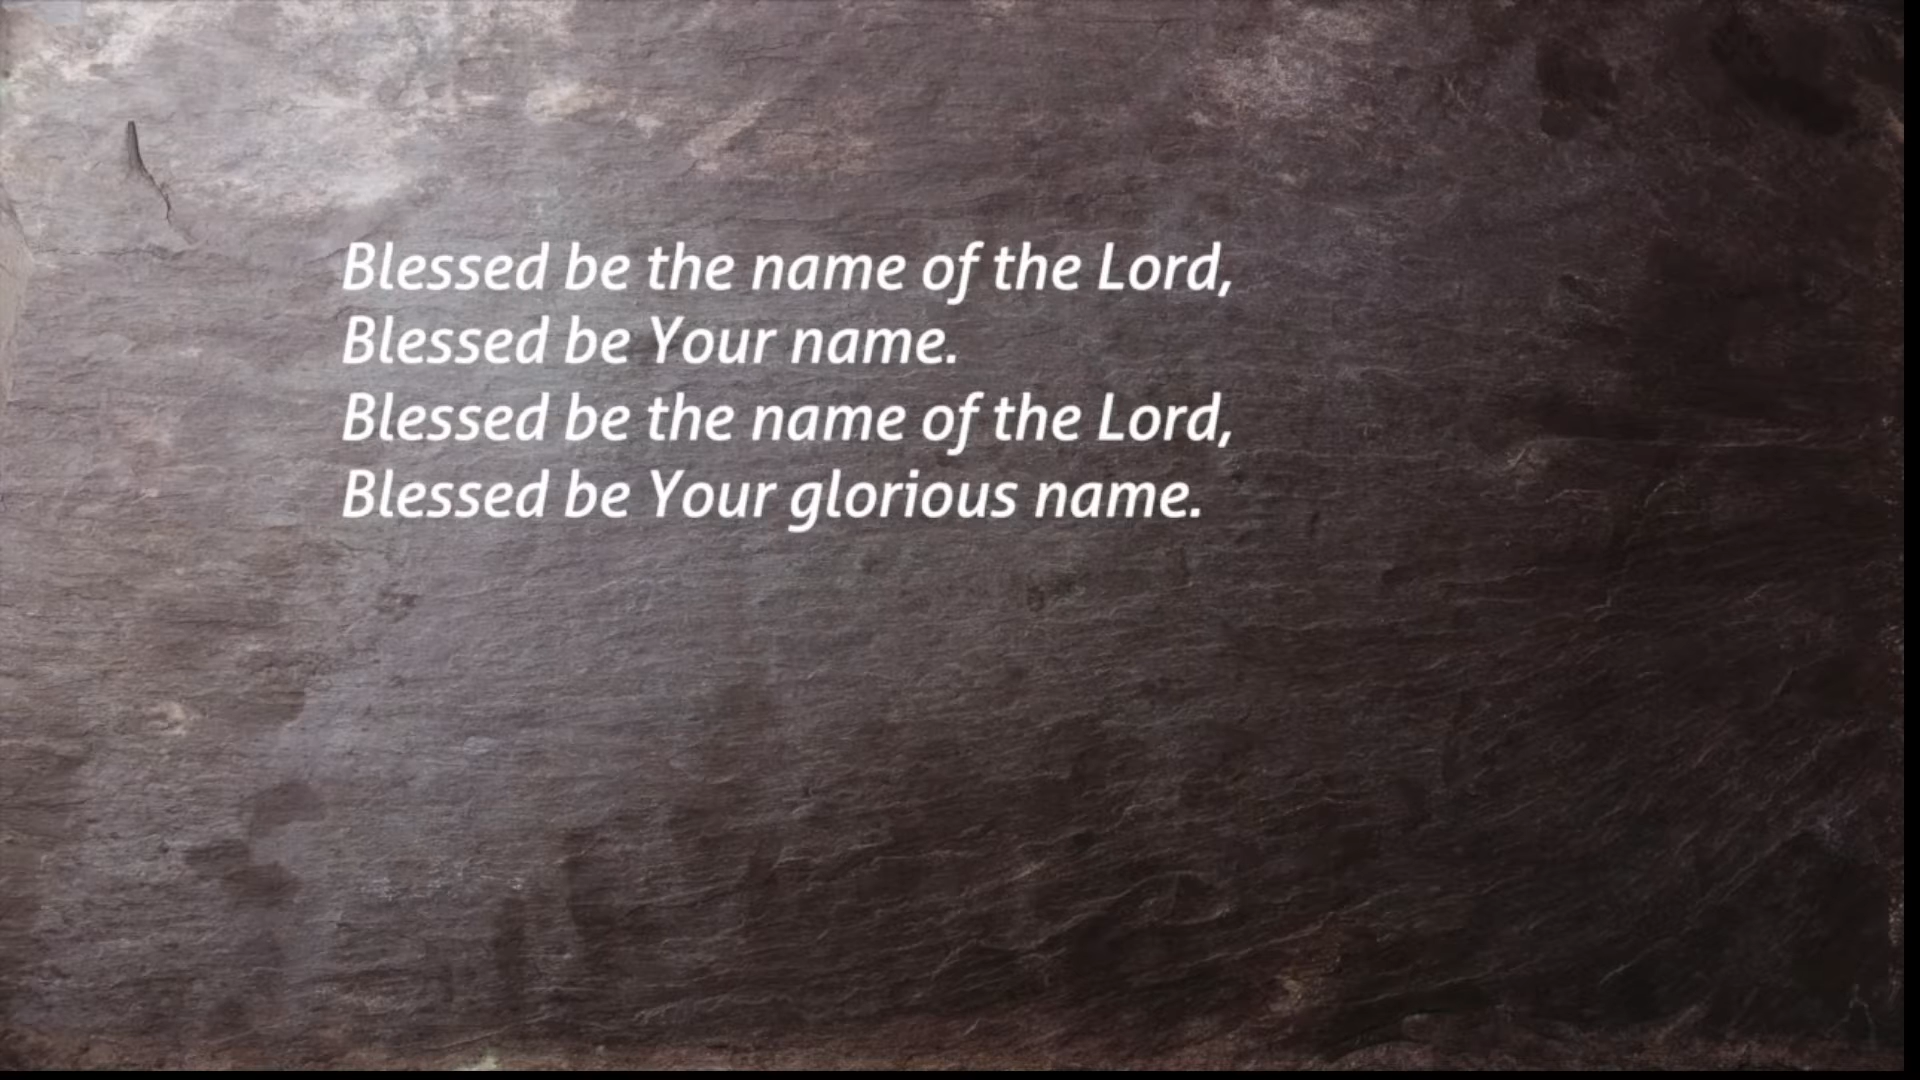 Blessed be the name of the Lord,
Blessed be Your name.
Blessed be the name of the Lord,
Blessed be Your glorious name.